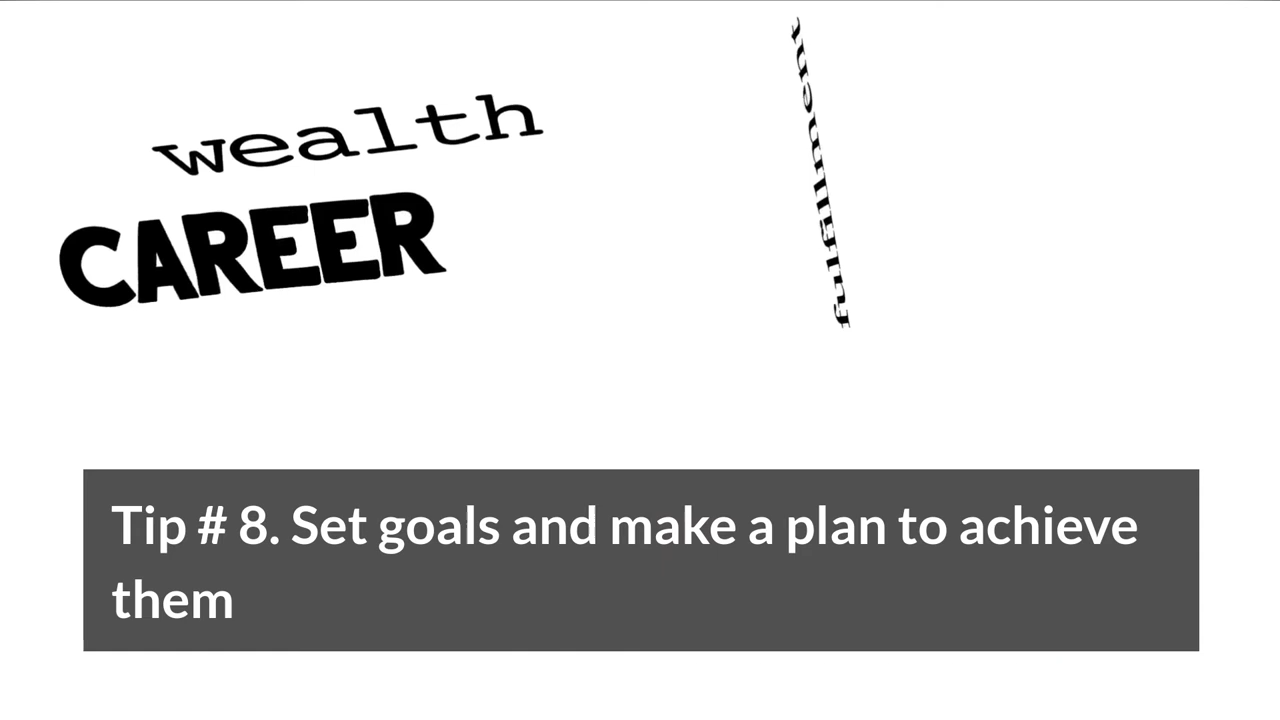 wealth
CAREER
fulfillment
Tip # 8. Set goals and make a plan to achieve
them